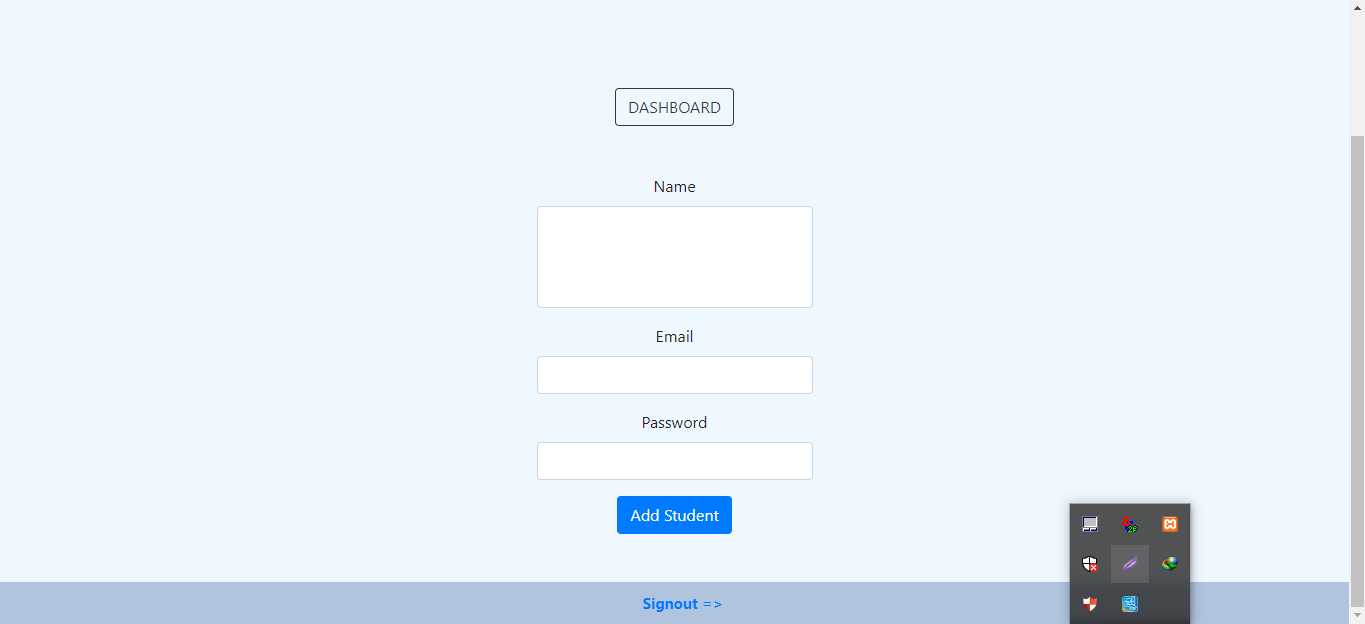 DASHBOARD
Name
Email
Password
Add Student
Signout =>